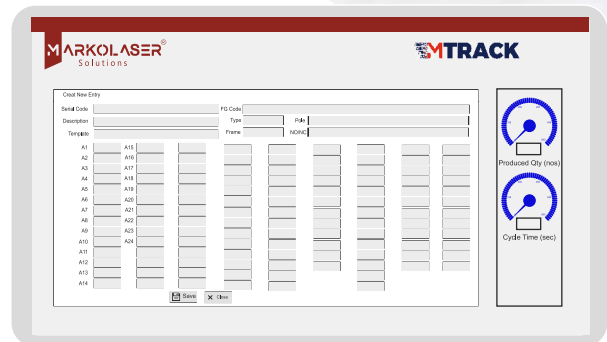 MARKOLASER®
Solutions
MTRACK
Creat New Entry
Serial Code FG Code
Description Type Pole
Template Frame NOINC
A1 A15
A2 A16
A3 A17
A4 A18
A5 A19
A6 A20
A7 A21
A8 A22
A9 A23
A10 A24
A11
A12
A13
A14
Save Close
Produced Qty (nos)
Cycle Time (sec)